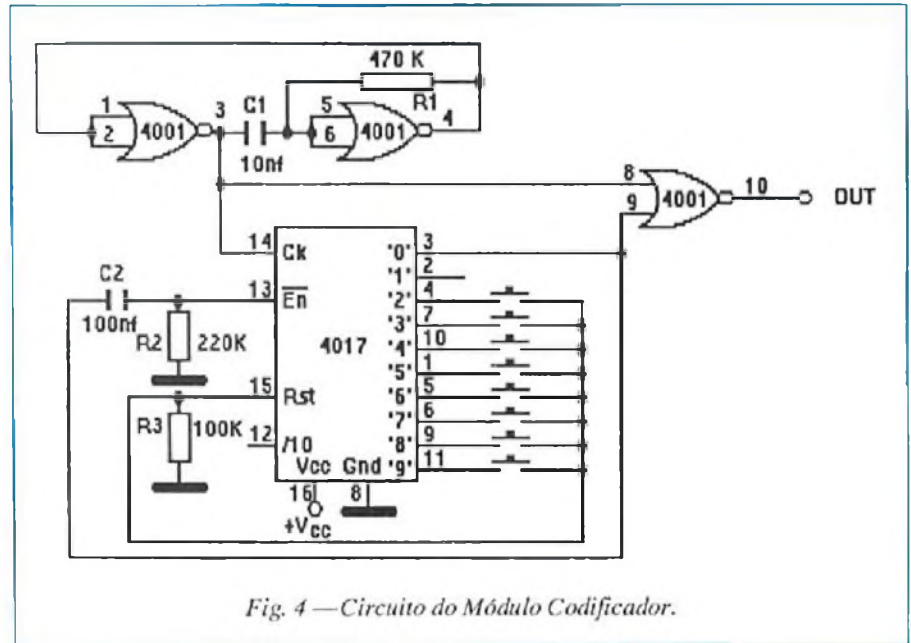 470 K
R1
1
2
4001
3
C1
10nf
5
6
4001
4
8
9
4001
10
OUT
14
Ck
'0'
3
'1'
2
C2
100nf
13
En
'2'
4
'3'
7
R2
220K
4017
'4'
10
'5'
1
15
Rst
'6'
5
R3
100K
'7'
6
12
/10
'8'
9
Vcc
Gnd
'9'
11
16
8
+Vcc
Fig. 4 — Circuito do Módulo Codificador.